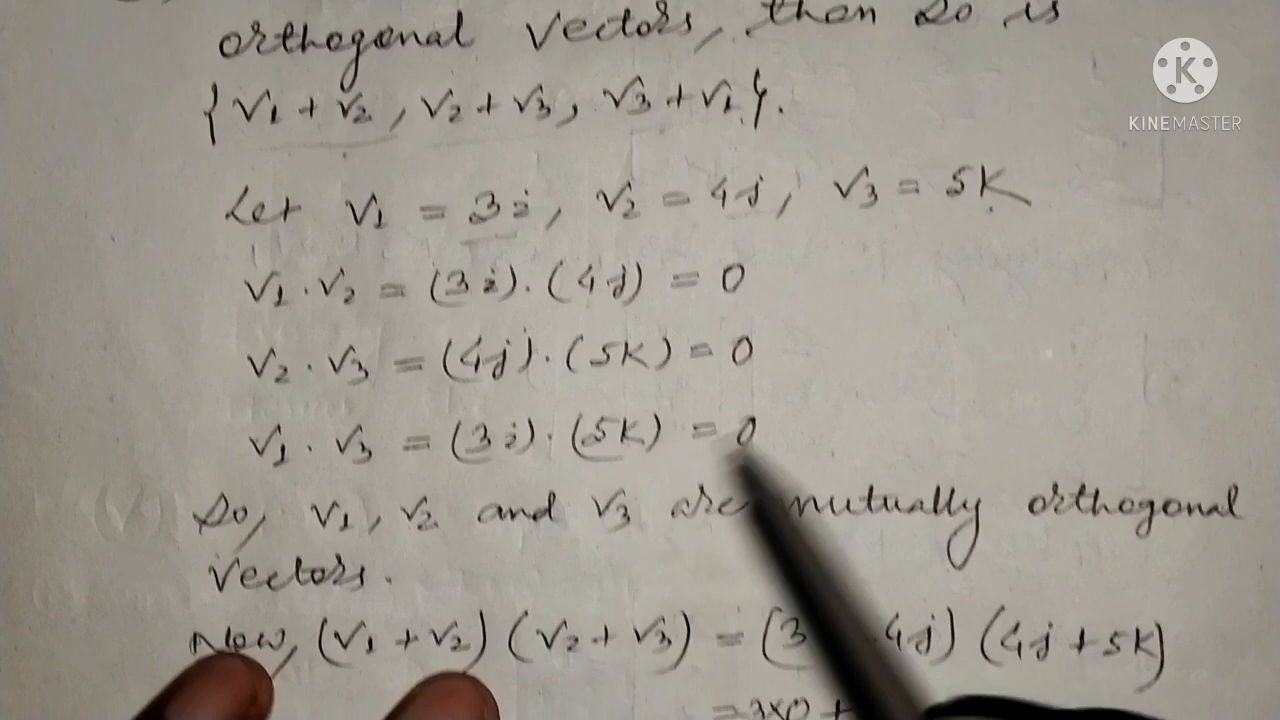 orthogonal vectors, then so is
{V1 + V2, V2 + V3, V3 + V1}.
Let V1 = 3i, V2 = 4j, V3 = 5K
V1 . V2 = (3i) . (4j) = 0
V2 . V3 = (4j) . (5K) = 0
V1 . V3 = (3i) . (5K) = 0
So, V1, V2 and V3 are mutually orthogonal
vectors.
Now, (V1 + V2) (V2 + V3) = (3 4j) (4j + 5K)
= 3x0 +
KINEMASTER